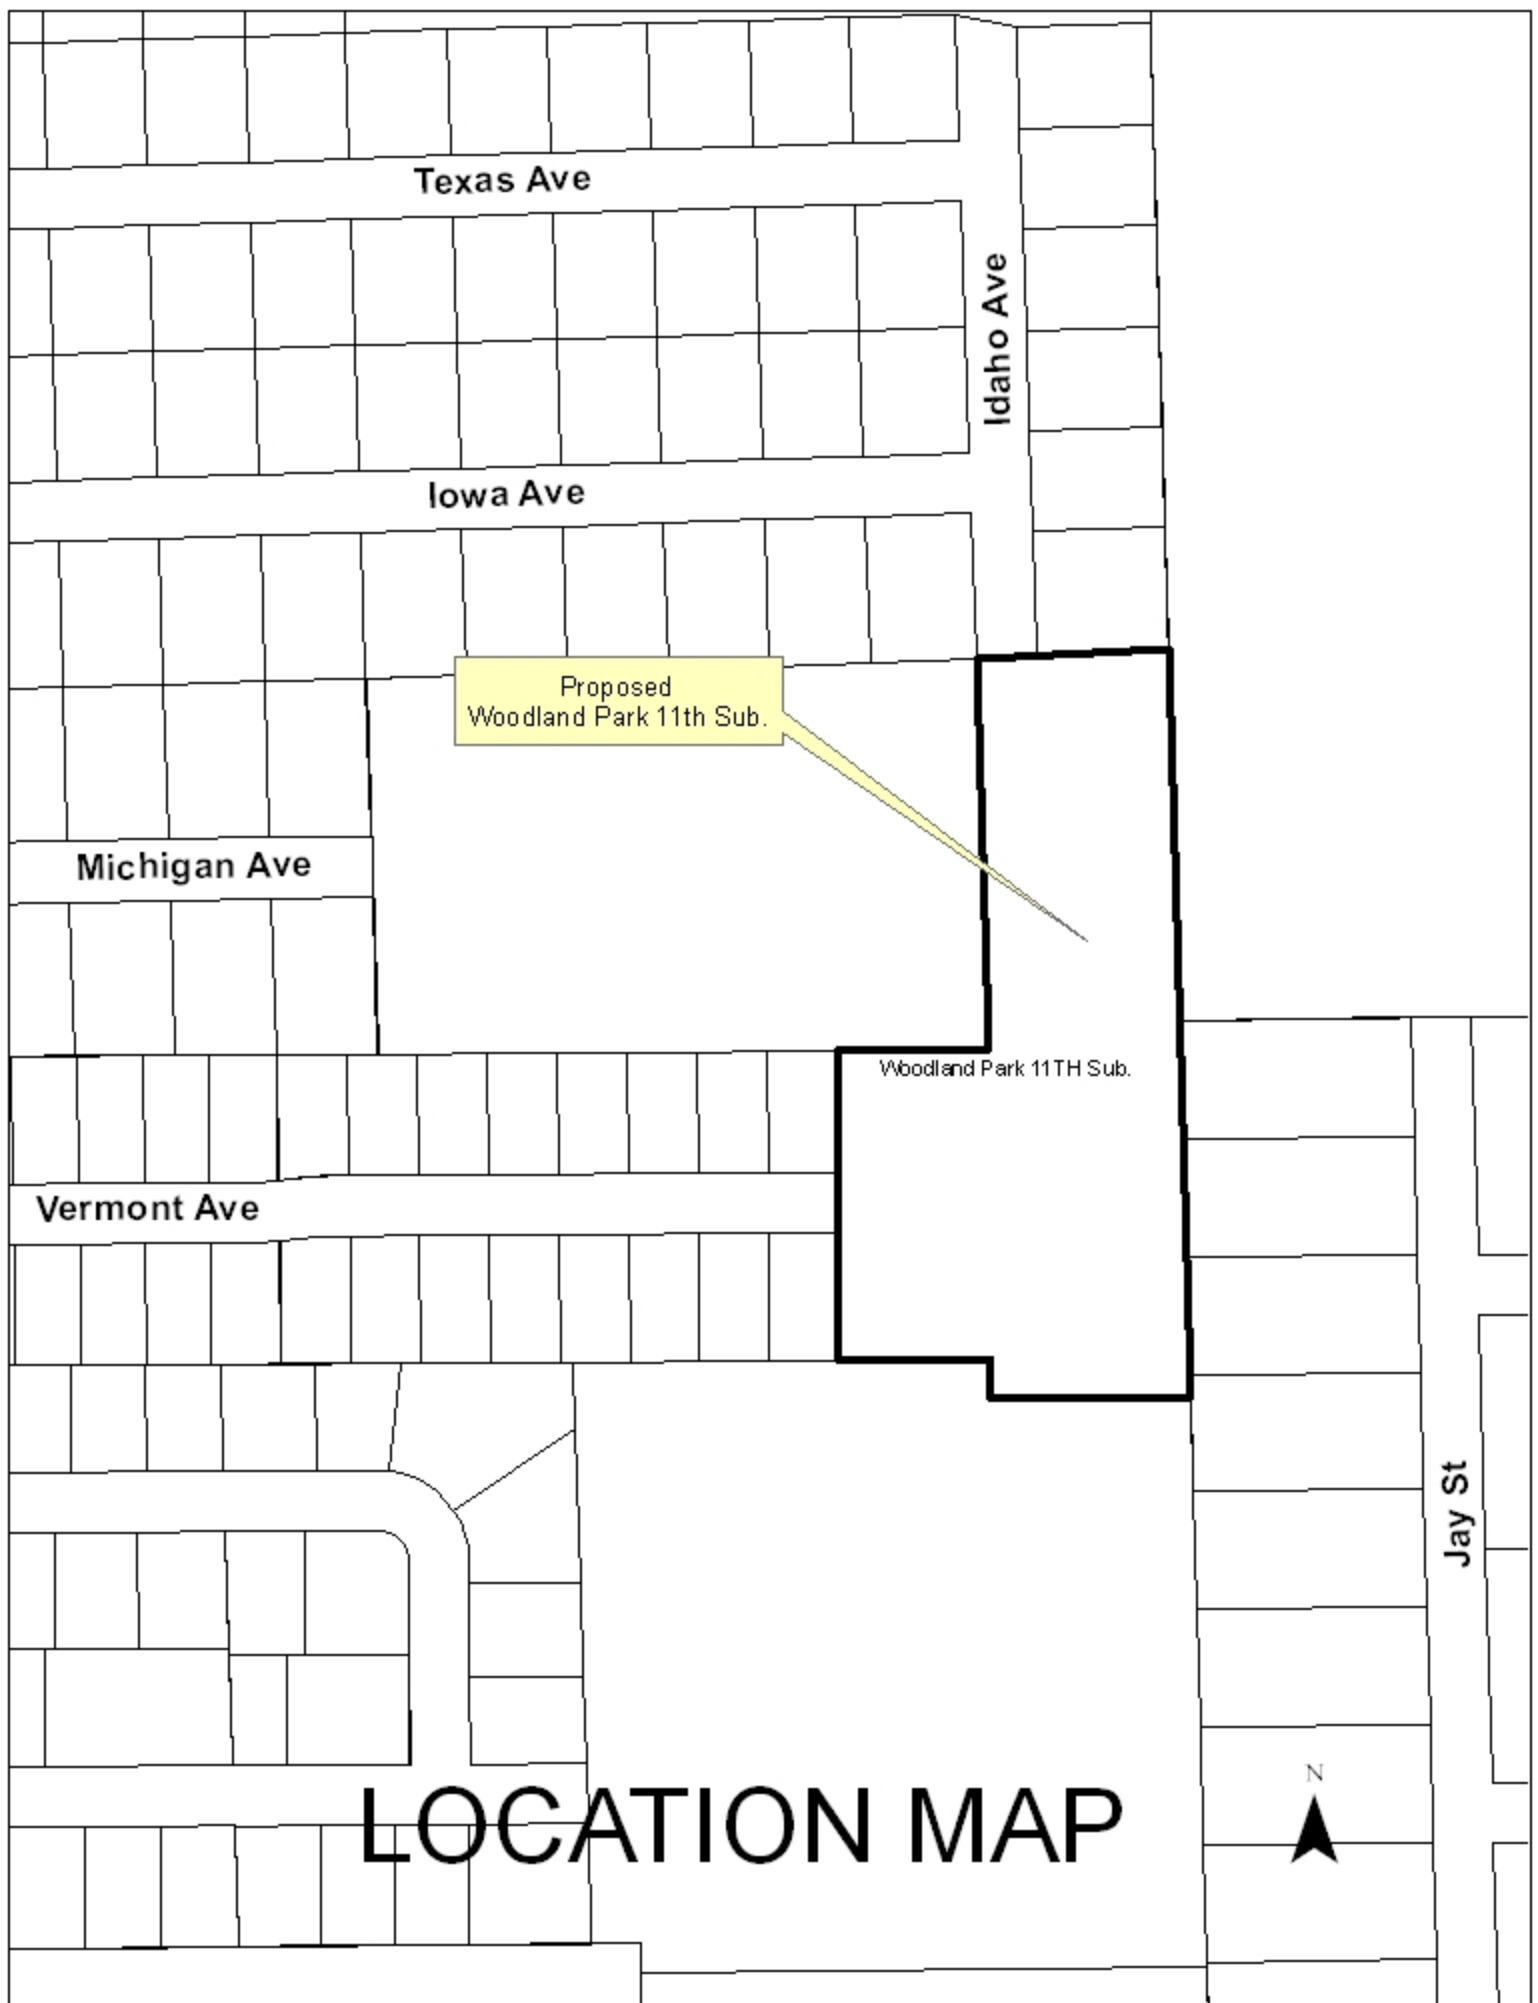 Texas Ave
Idaho Ave
Iowa Ave
Proposed
Woodland Park 11th Sub.
Michigan Ave
Woodland Park 11TH Sub.
Vermont Ave
Jay St
N
LOCATION MAP